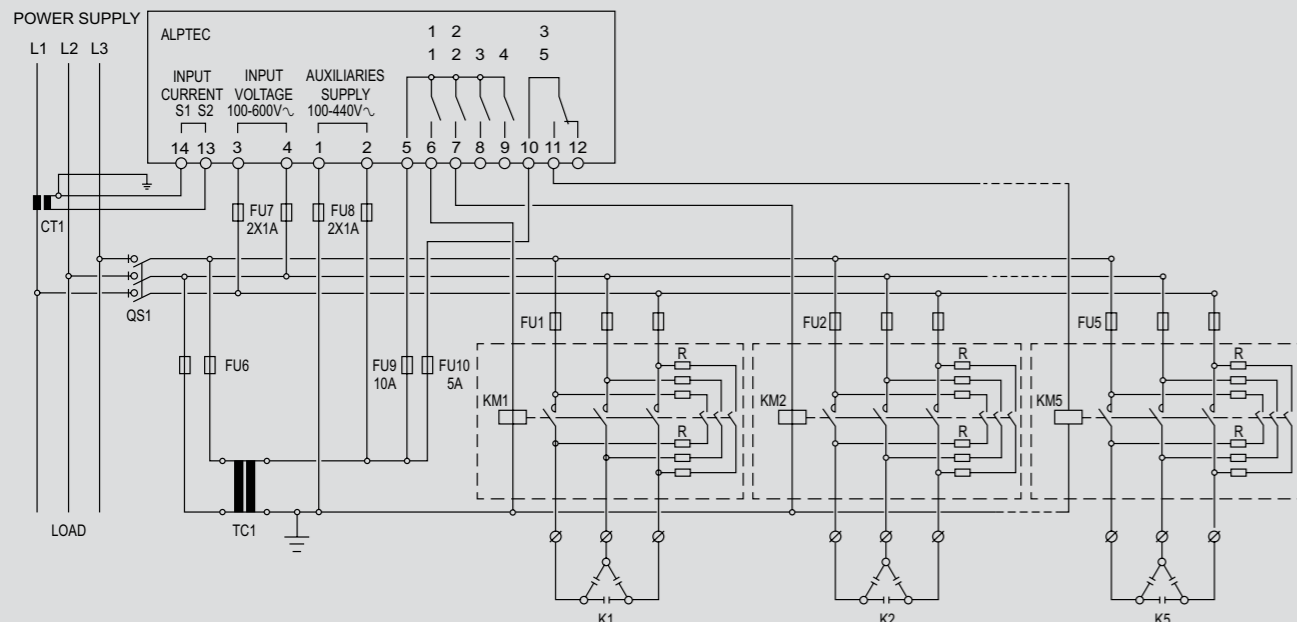 POWER SUPPLY
L1 L2 L3
ALPTEC
1 2 3
1 2 3 4 5
INPUT CURRENT
S1 S2
INPUT VOLTAGE
100-600V∿
AUXILIARIES SUPPLY
100-440V∿
14 13 3 4 1 2 5 6 7 8 9 10 11 12
CT1
FU7
2X1A
FU8
2X1A
QS1
FU6
FU9
10A
FU10
5A
FU1
FU2
FU5
R
R
R
KM1
KM2
KM5
R
R
R
LOAD
TC1
K1
K2
K5